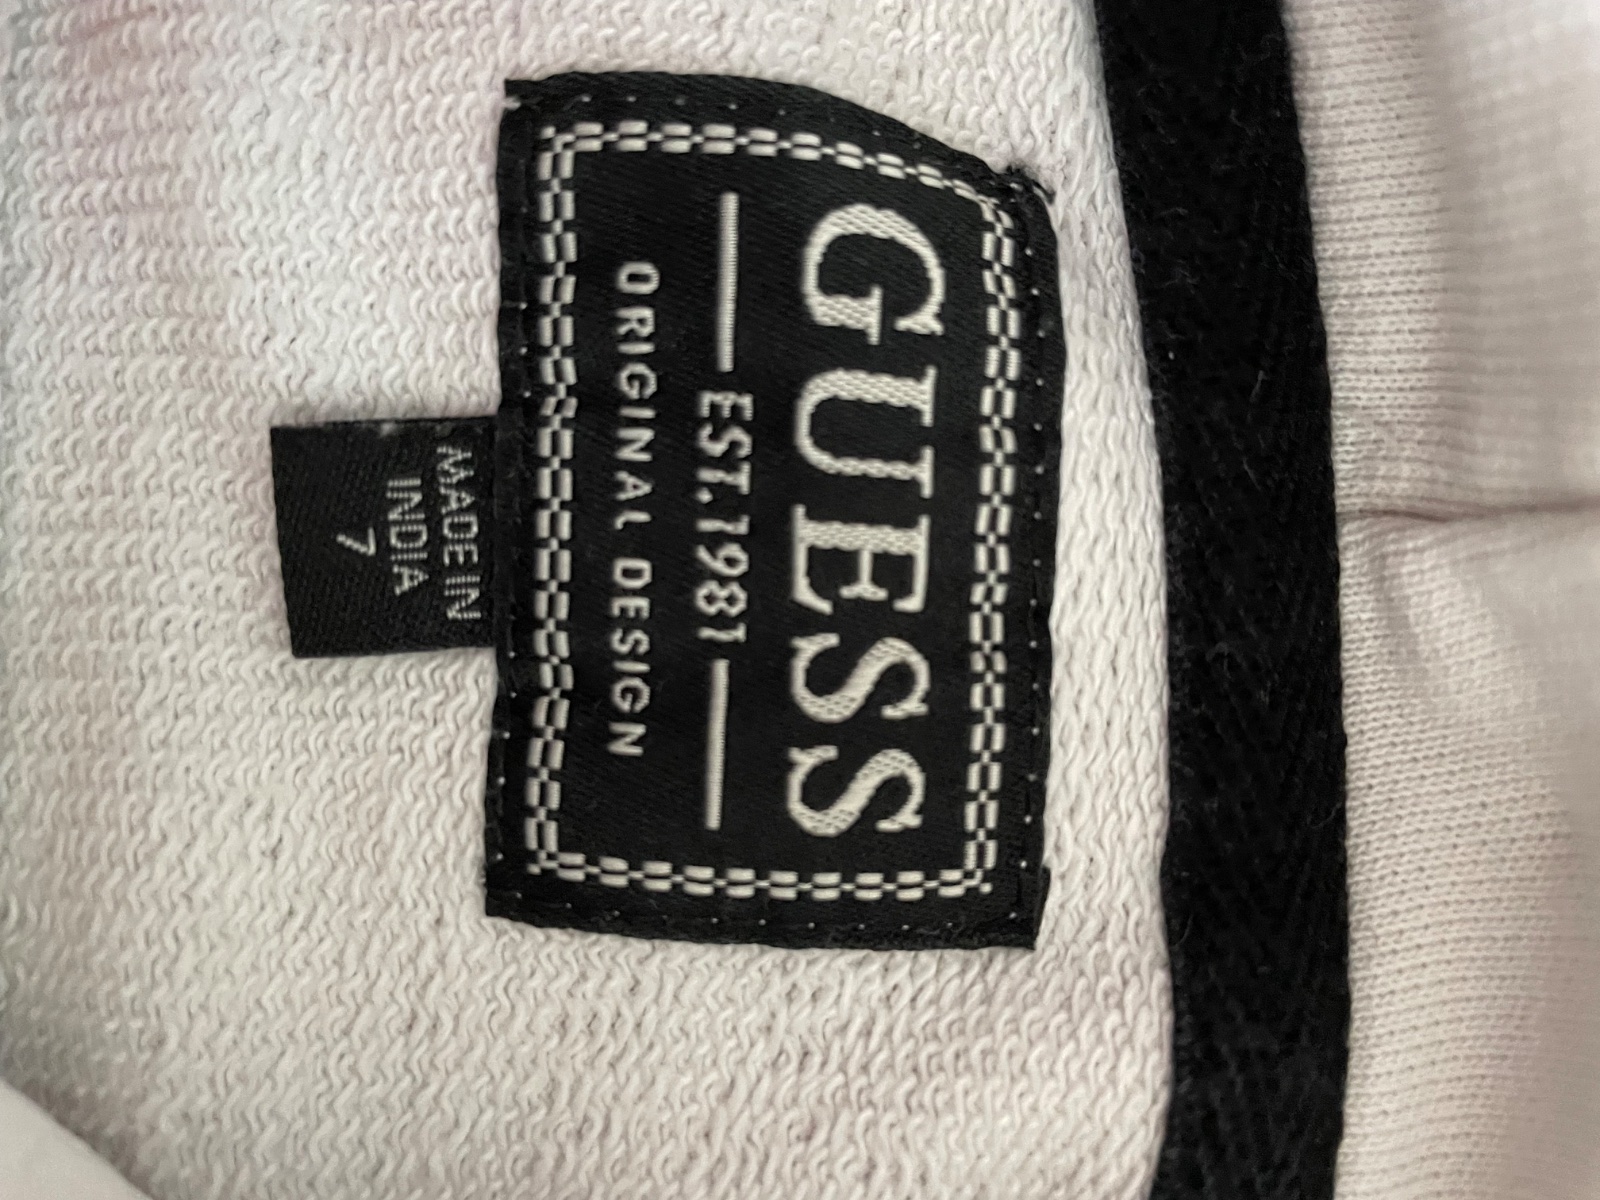 GUESS
EST. 1981
ORIGINAL DESIGN
MADE IN
INDIA
7